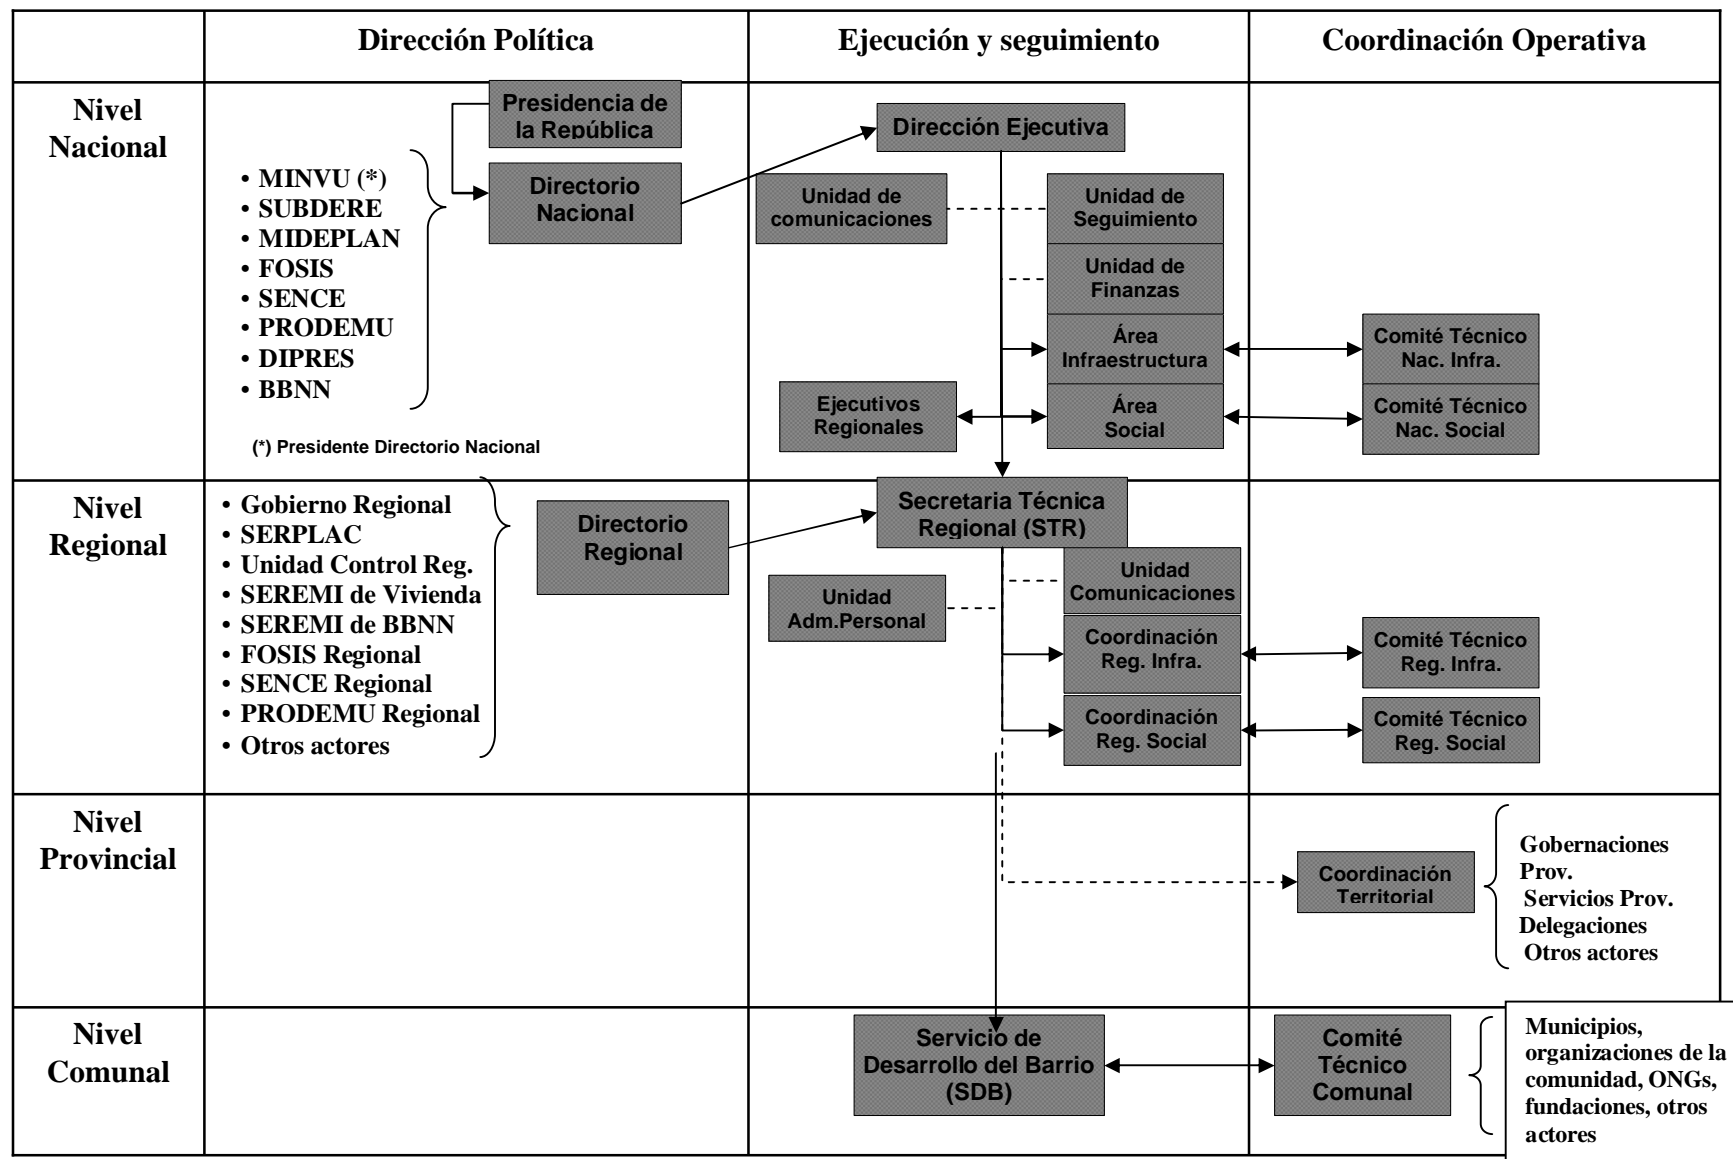 Dirección Política
Ejecución y seguimiento
Coordinación Operativa
Nivel
Nacional
Presidencia de
la República
• MINVU (*)
• SUBDERE
• MIDEPLAN
• FOSIS
• SENCE
• PRODEMU
• DIPRES
• BBNN
Directorio
Nacional
(*) Presidente Directorio Nacional
Dirección Ejecutiva
Unidad de
comunicaciones
Unidad de
Seguimiento
Unidad de
Finanzas
Área
Infraestructura
Ejecutivos
Regionales
Área
Social
Comité Técnico
Nac. Infra.
Comité Técnico
Nac. Social
Nivel
Regional
• Gobierno Regional
• SERPLAC
• Unidad Control Reg.
• SEREMI de Vivienda
• SEREMI de BBNN
• FOSIS Regional
• SENCE Regional
• PRODEMU Regional
• Otros actores
Directorio
Regional
Secretaria Técnica
Regional (STR)
Unidad
Comunicaciones
Unidad
Adm.Personal
Coordinación
Reg. Infra.
Coordinación
Reg. Social
Comité Técnico
Reg. Infra.
Comité Técnico
Reg. Social
Nivel
Provincial
Coordinación
Territorial
Gobernaciones
Prov.
Servicios Prov.
Delegaciones
Otros actores
Nivel
Comunal
Servicio de
Desarrollo del Barrio
(SDB)
Comité
Técnico
Comunal
Municipios,
organizaciones de la
comunidad, ONGs,
fundaciones, otros
actores